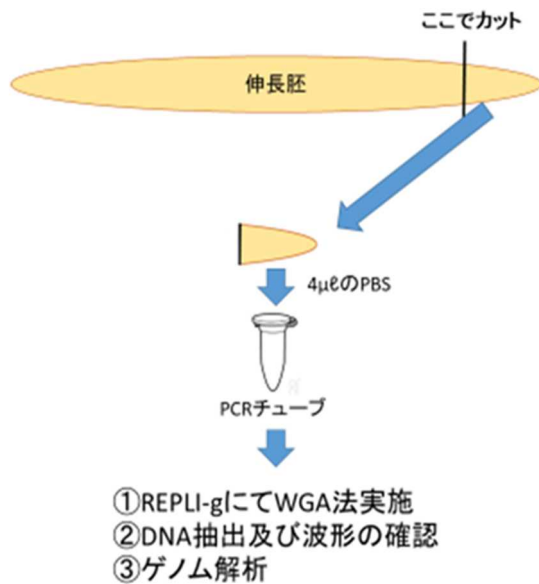 ここでカット
伸長胚
4μℓのPBS
PCRチューブ
①REPLI-gにてWGA法実施
②DNA抽出及び波形の確認
③ゲノム解析